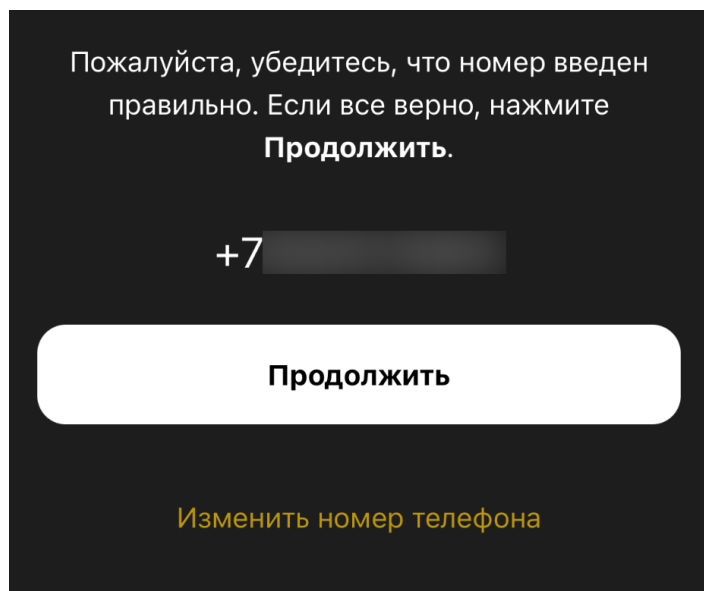 Пожалуйста, убедитесь, что номер введен
правильно. Если все верно, нажмите
Продолжить.
+7
Продолжить
Изменить номер телефона